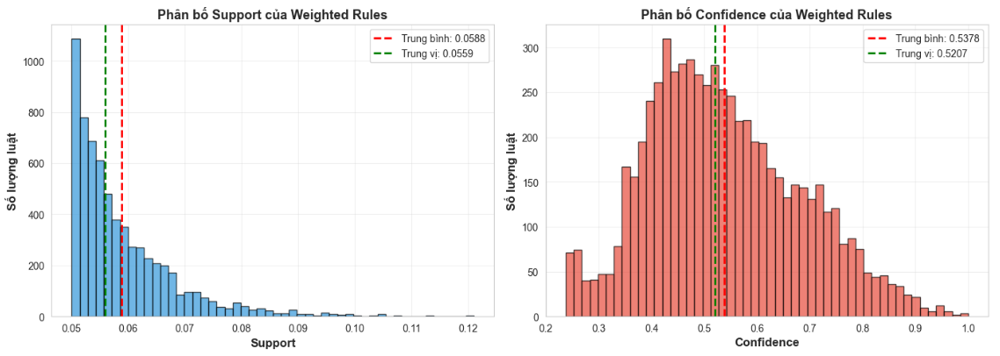 Phân bố Support của Weighted Rules
Trung bình: 0.0588
Trung vị: 0.0559
Số lượng luật
1000
800
600
400
200
0
0.05 0.06 0.07 0.08 0.09 0.10 0.11 0.12
Support
Phân bố Confidence của Weighted Rules
Trung bình: 0.5378
Trung vị: 0.5207
Số lượng luật
300
250
200
150
100
50
0
0.2 0.3 0.4 0.5 0.6 0.7 0.8 0.9 1.0
Confidence